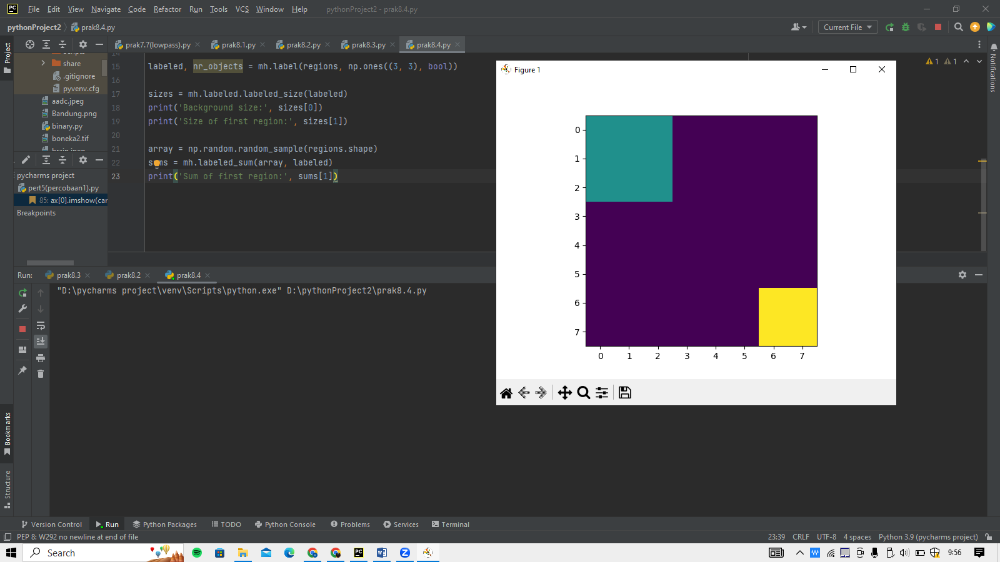 File Edit View Navigate Code Refactor Run Tools VCS Window Help pythonProject2 - prak8.4.py
pythonProject2 prak8.4.py
Current File
Project
prak7.7(lowpass).py prak8.1.py prak8.2.py prak8.3.py prak8.4.py
share
.gitignore
pyvenv.cfg
aadc.jpeg
Bandung.png
binary.py
boneka2.tif
15 labeled, nr_objects = mh.label(regions, np.ones((3, 3), bool))
16
17 sizes = mh.labeled.labeled_size(labeled)
18 print('Background size:', sizes[0])
19 print('Size of first region:', sizes[1])
20
21 array = np.random.random_sample(regions.shape)
22 sums = mh.labeled_sum(array, labeled)
23 print('Sum of first region:', sums[1])
1 1
Notifications
pycharms project
pert5(percobaan1).py
85: ax[0].imshow(car
Breakpoints
Figure 1
0
1
2
3
4
5
6
7
0 1 2 3 4 5 6 7
Run: prak8.3 prak8.2 prak8.4
"D:\pycharms project\venv\Scripts\python.exe" D:\pythonProject2\prak8.4.py
Bookmarks
Structure
Version Control Run Python Packages TODO Python Console Problems Services Terminal
PEP 8: W292 no newline at end of file
23:39 CRLF UTF-8 4 spaces Python 3.9 (pycharms project)
Search
9:56